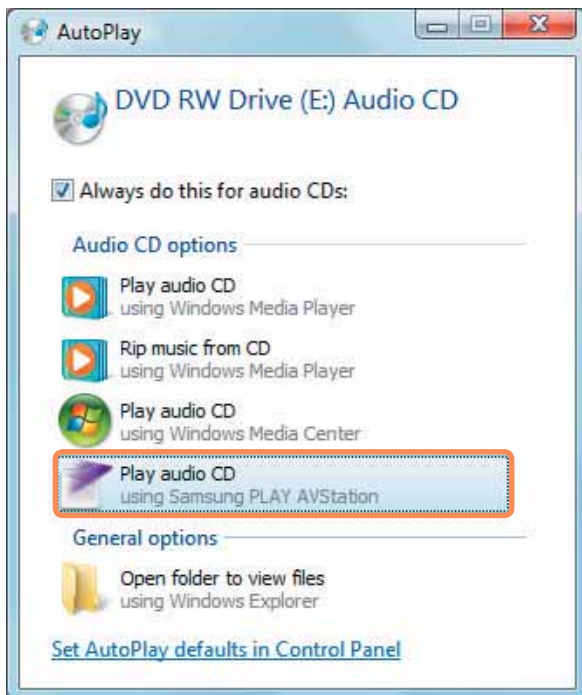 AutoPlay
DVD RW Drive (E:) Audio CD
Always do this for audio CDs:
Audio CD options
Play audio CD
using Windows Media Player
Rip music from CD
using Windows Media Player
Play audio CD
using Windows Media Center
Play audio CD
using Samsung PLAY AVStation
General options
Open folder to view files
using Windows Explorer
Set AutoPlay defaults in Control Panel